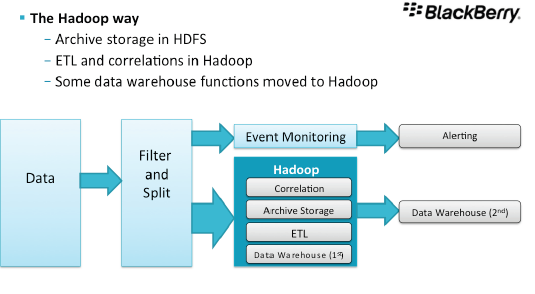 BlackBerry.
▪ The Hadoop way
– Archive storage in HDFS
– ETL and correlations in Hadoop
– Some data warehouse functions moved to Hadoop
Data
Filter
and
Split
Event Monitoring
Alerting
Hadoop
Correlation
Archive Storage
ETL
Data Warehouse (1st)
Data Warehouse (2nd)